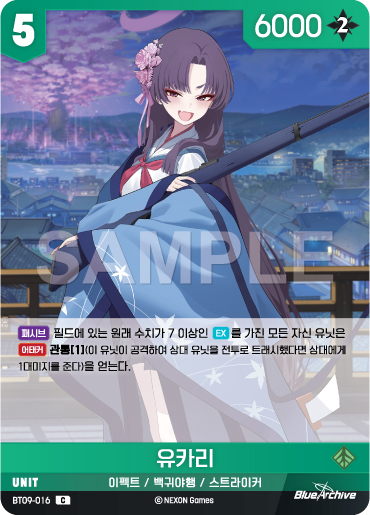 5
6000 2
SAMPLE
패시브 필드에 있는 원래 수치가 7 이상인 EX 를 가진 모든 자신 유닛은
어태커 관통[1](이 유닛이 공격하여 상대 유닛을 전투로 트래시했다면 상대에게
1대미지를 준다)을 얻는다.
유카리
UNIT 이펙트 / 백귀야행 / 스트라이커
BT09-016 C ⓒ NEXON Games BlueArchive